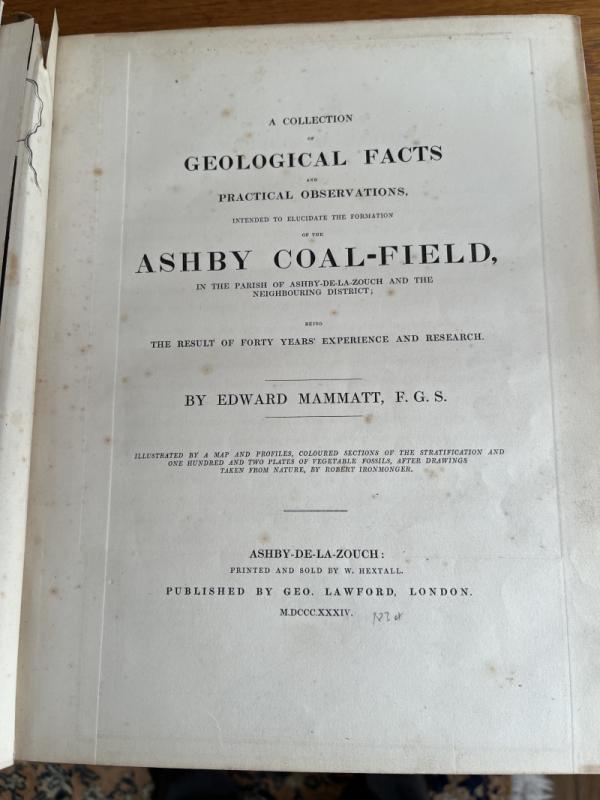 A COLLECTION
OF
GEOLOGICAL FACTS
AND
PRACTICAL OBSERVATIONS,
INTENDED TO ELUCIDATE THE FORMATION
OF THE
ASHBY COAL-FIELD,
IN THE PARISH OF ASHBY-DE-LA-ZOUCH AND THE
NEIGHBOURING DISTRICT;
BEING
THE RESULT OF FORTY YEARS' EXPERIENCE AND RESEARCH.
BY EDWARD MAMMATT, F. G. S.
ILLUSTRATED BY A MAP AND PROFILES, COLOURED SECTIONS OF THE STRATIFICATION AND
ONE HUNDRED AND TWO PLATES OF VEGETABLE FOSSILS, AFTER DRAWINGS
TAKEN FROM NATURE, BY ROBERT IRONMONGER.
ASHBY-DE-LA-ZOUCH:
PRINTED AND SOLD BY W. HEXTALL.
PUBLISHED BY GEO. LAWFORD, LONDON.
M.DCCC.XXXIV.